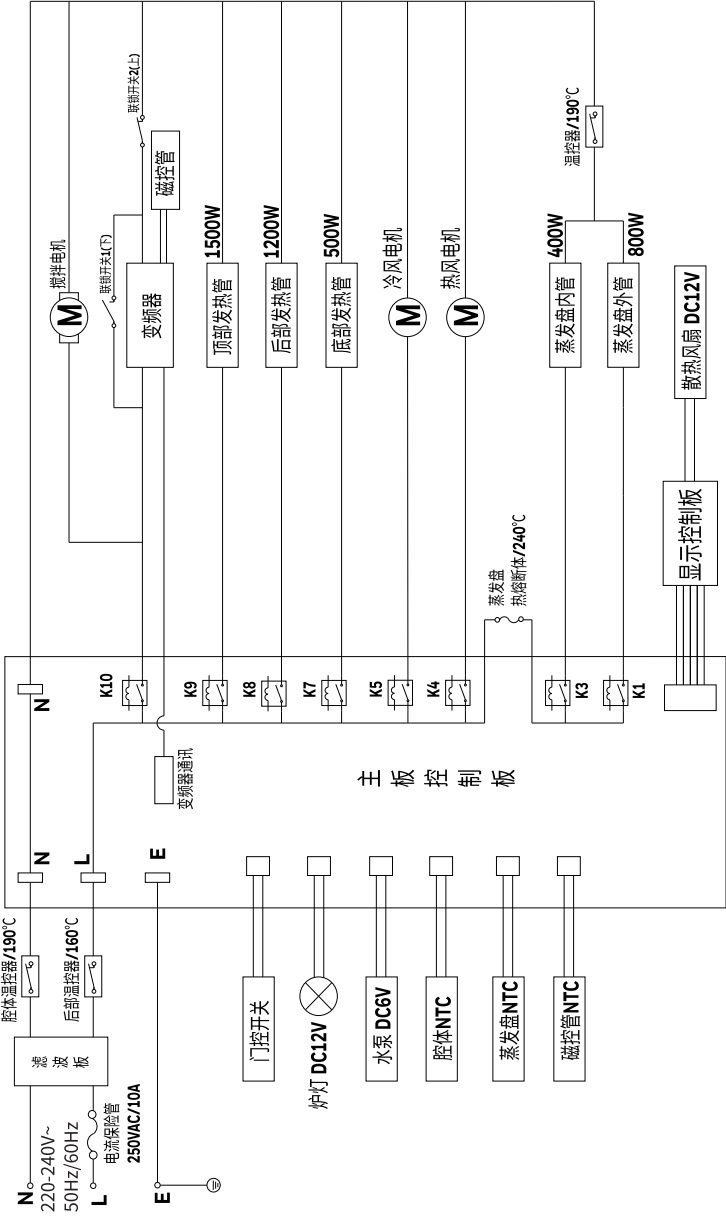 搅拌电机
M
联锁开关2(上)
联锁开关1(下)
磁控管
变频器
1500W
顶部发热管
1200W
后部发热管
500W
底部发热管
冷风电机
M
热风电机
M
温控器/190℃
400W
蒸发盘内管
800W
蒸发盘外管
散热风扇 DC12V
显示控制板
蒸发盘
热熔断体/240℃
N
K10
K9
K8
K7
K5
K4
K3
K1
变频器通讯
主板控制板
N
L
E
腔体温控器/190℃
后部温控器/160℃
滤波板
电流保险管
250VAC/10A
N
220-240V~
50Hz/60Hz
L
E
门控开关
炉灯 DC12V
水泵 DC6V
腔体NTC
蒸发盘NTC
磁控管NTC